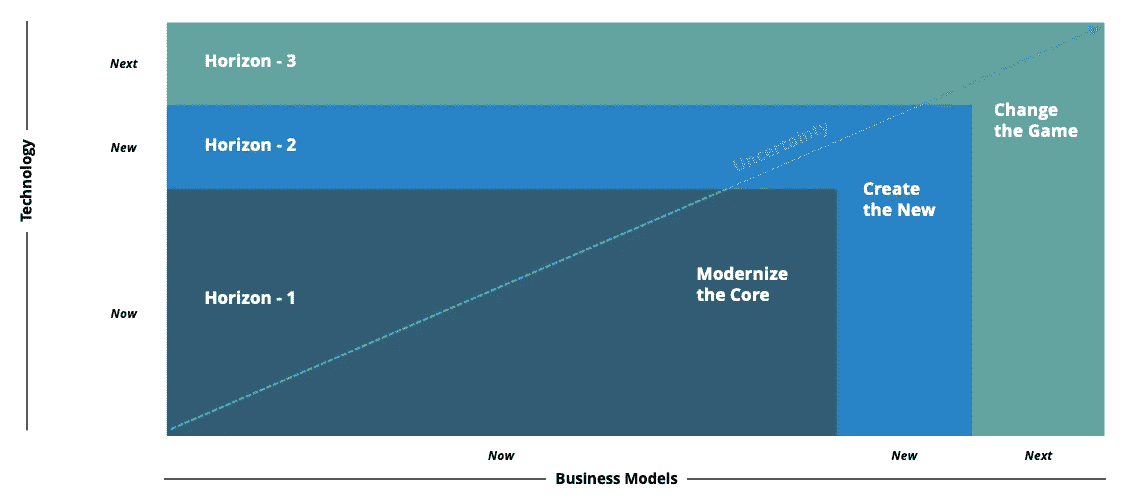 Next
Horizon - 3
Change
the Game
New
Horizon - 2
Uncertainty
Create
the New
Technology
Modernize
the Core
Horizon - 1
Now
Now
New
Next
Business Models